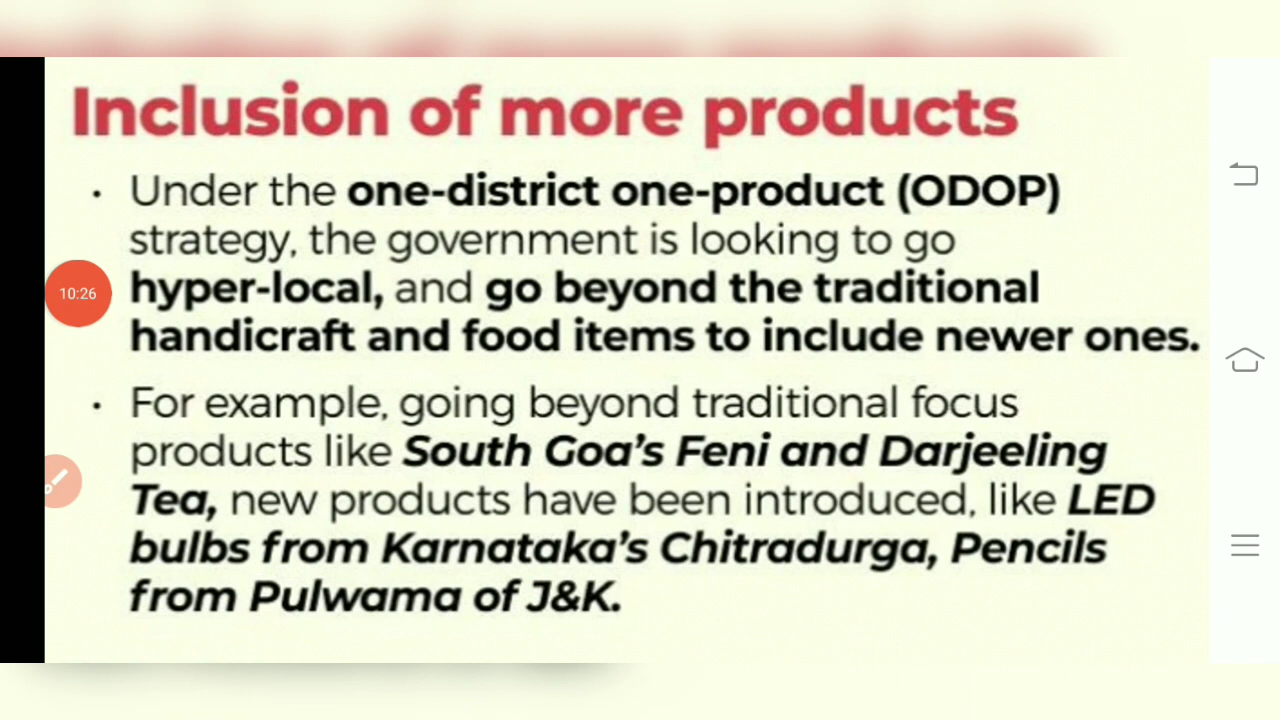 Inclusion of more products
• Under the one-district one-product (ODOP)
strategy, the government is looking to go
hyper-local, and go beyond the traditional
handicraft and food items to include newer ones.
10:26
• For example, going beyond traditional focus
products like South Goa's Feni and Darjeeling
Tea, new products have been introduced, like LED
bulbs from Karnataka's Chitradurga, Pencils
from Pulwama of J&K.